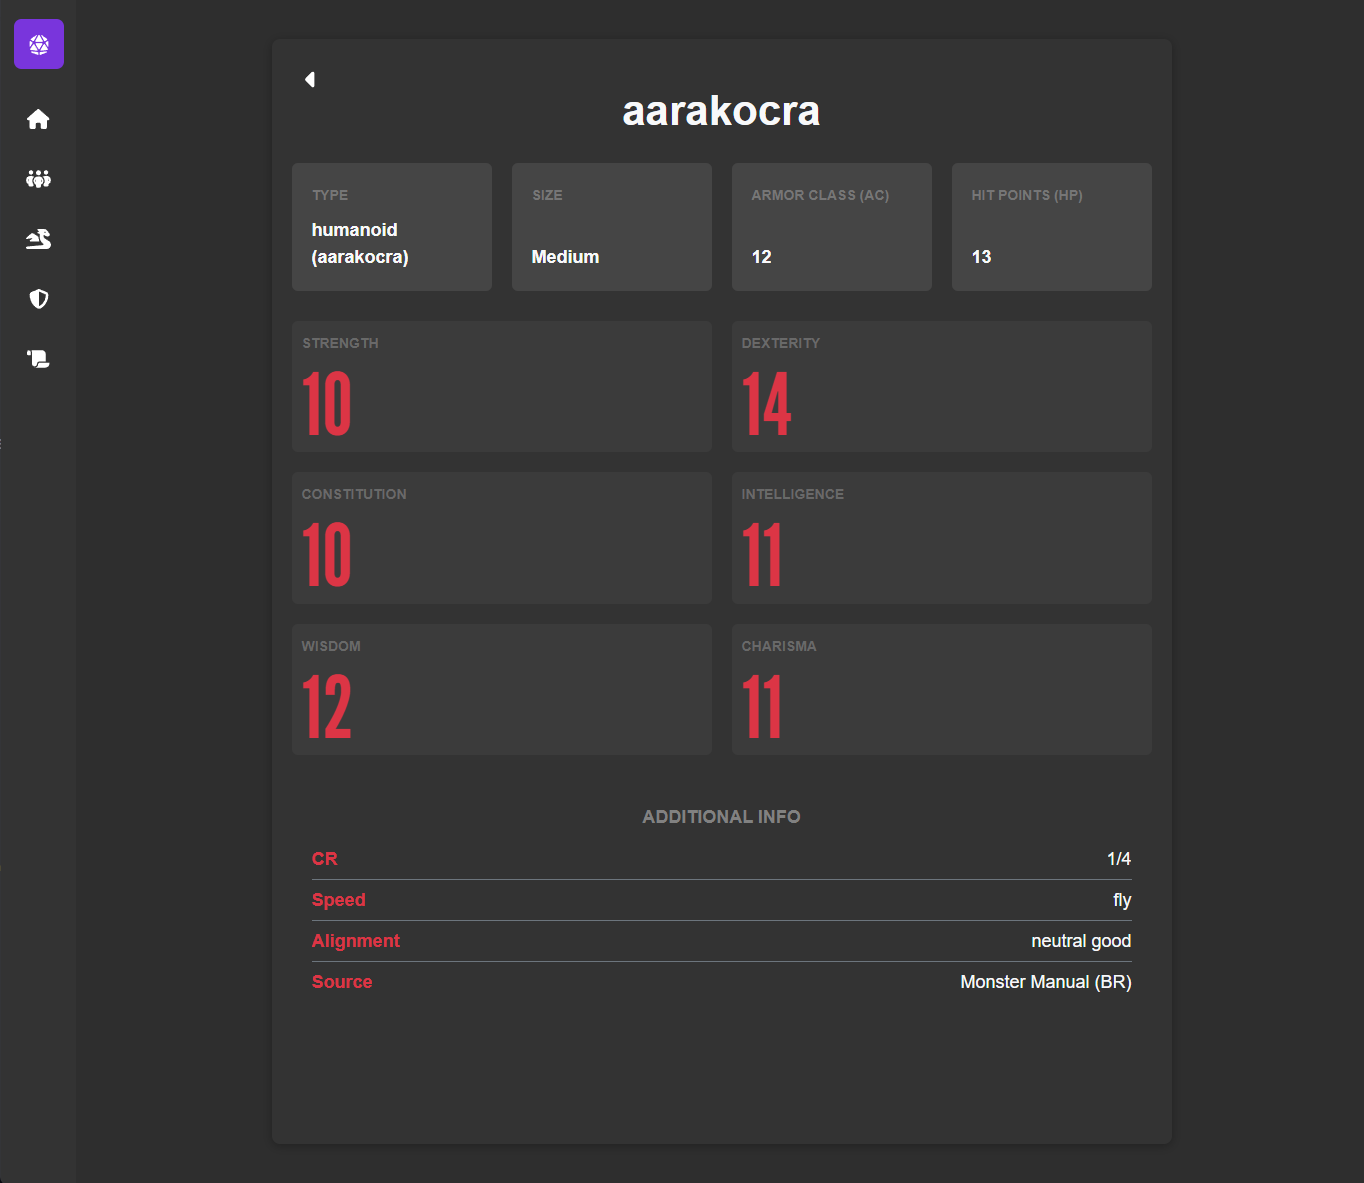 aarakocra
TYPE
humanoid
(aarakocra)
SIZE
Medium
ARMOR CLASS (AC)
12
HIT POINTS (HP)
13
STRENGTH
10
DEXTERITY
14
CONSTITUTION
10
INTELLIGENCE
11
WISDOM
12
CHARISMA
11
ADDITIONAL INFO
CR 1/4
Speed fly
Alignment neutral good
Source Monster Manual (BR)